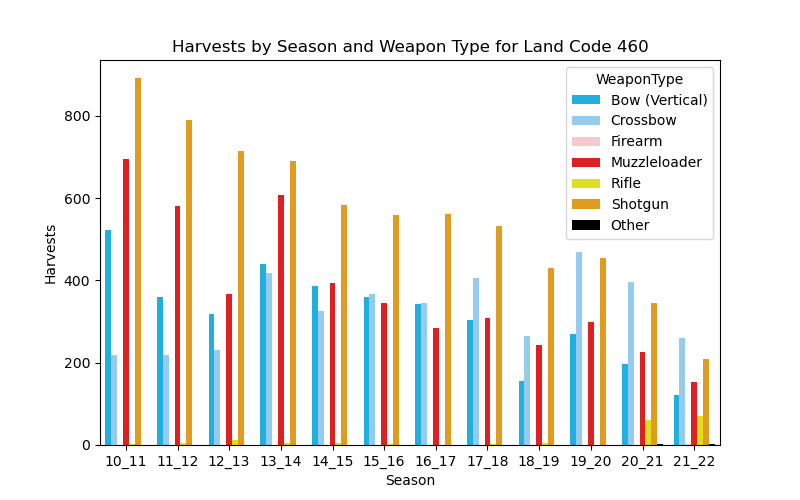 Harvests by Season and Weapon Type for Land Code 460
WeaponType
Bow (Vertical)
Crossbow
Firearm
Muzzleloader
Rifle
Shotgun
Other
Harvests
800
600
400
200
0
10_11 11_12 12_13 13_14 14_15 15_16 16_17 17_18 18_19 19_20 20_21 21_22
Season